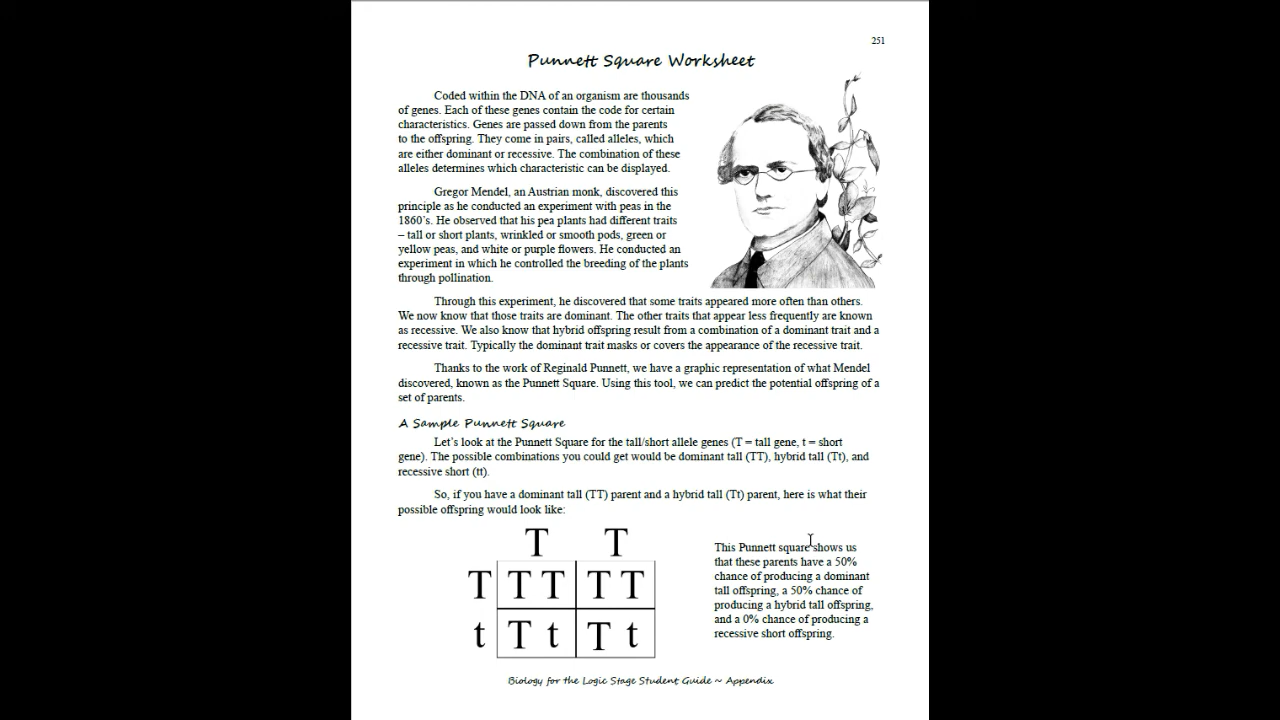 251
Punnett Square Worksheet
Coded within the DNA of an organism are thousands
of genes. Each of these genes contain the code for certain
characteristics. Genes are passed down from the parents
to the offspring. They come in pairs, called alleles, which
are either dominant or recessive. The combination of these
alleles determines which characteristic can be displayed.
Gregor Mendel, an Austrian monk, discovered this
principle as he conducted an experiment with peas in the
1860's. He observed that his pea plants had different traits
– tall or short plants, wrinkled or smooth pods, green or
yellow peas, and white or purple flowers. He conducted an
experiment in which he controlled the breeding of the plants
through pollination.
Through this experiment, he discovered that some traits appeared more often than others.
We now know that those traits are dominant. The other traits that appear less frequently are known
as recessive. We also know that hybrid offspring result from a combination of a dominant trait and a
recessive trait. Typically the dominant trait masks or covers the appearance of the recessive trait.
Thanks to the work of Reginald Punnett, we have a graphic representation of what Mendel
discovered, known as the Punnett Square. Using this tool, we can predict the potential offspring of a
set of parents.
A Sample Punnett Square
Let's look at the Punnett Square for the tall/short allele genes (T = tall gene, t = short
gene). The possible combinations you could get would be dominant tall (TT), hybrid tall (Tt), and
recessive short (tt).
So, if you have a dominant tall (TT) parent and a hybrid tall (Tt) parent, here is what their
possible offspring would look like:
T T
T T T T T
t T t T t
This Punnett square shows us
that these parents have a 50%
chance of producing a dominant
tall offspring, a 50% chance of
producing a hybrid tall offspring,
and a 0% chance of producing a
recessive short offspring.
Biology for the Logic Stage Student Guide ~ Appendix